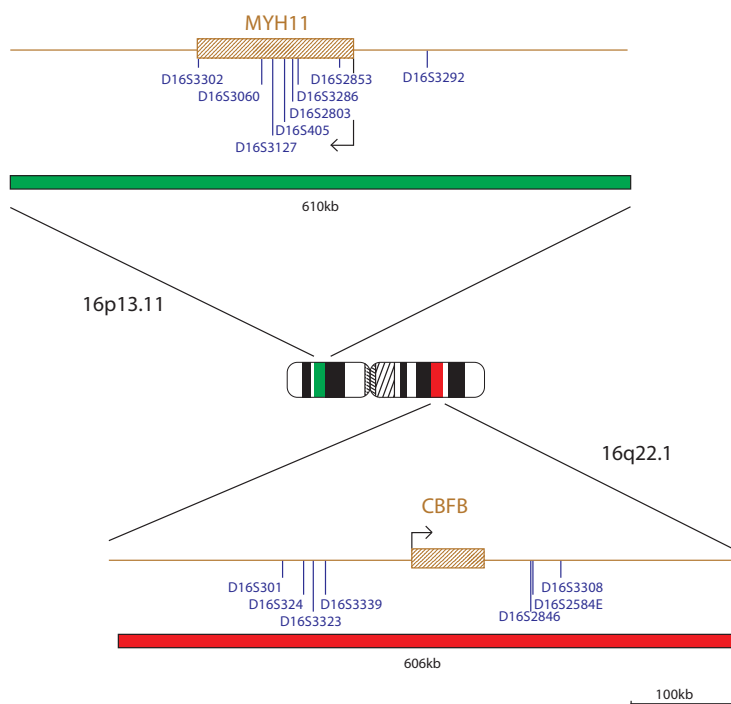 MYH11
D16S3302
D16S2853
D16S3292
D16S3060
D16S3286
D16S2803
D16S405
D16S3127
610kb
16p13.11
16q22.1
CBFB
D16S301
D16S3308
D16S324
D16S3339
D16S2584E
D16S3323
D16S2846
606kb
100kb